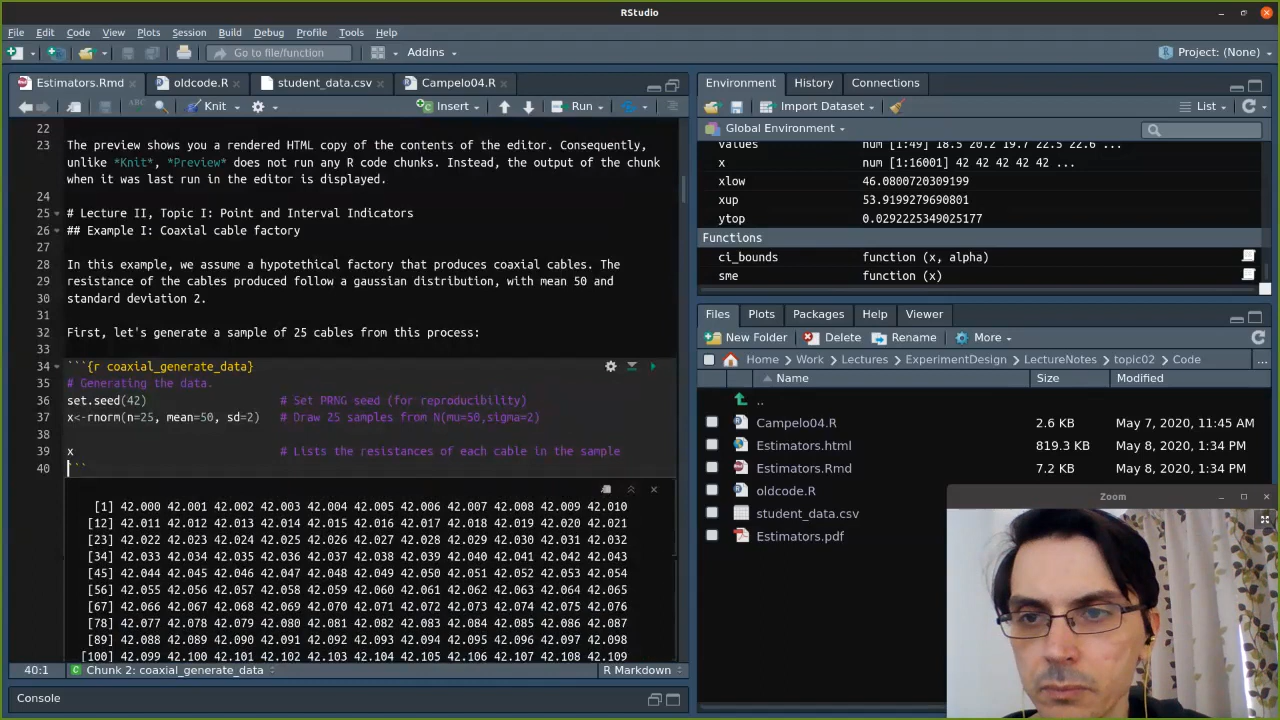 RStudio
File Edit Code View Plots Session Build Debug Profile Tools Help
Go to file/function Addins Project: (None)
Estimators.Rmd oldcode.R student_data.csv Campelo04.R
Knit Insert Run
22
23 The preview shows you a rendered HTML copy of the contents of the editor. Consequently,
unlike *Knit*, *Preview* does not run any R code chunks. Instead, the output of the chunk
when it was last run in the editor is displayed.
24
25 # Lecture II, Topic I: Point and Interval Indicators
26 ## Example I: Coaxial cable factory
27
28 In this example, we assume a hypotethical factory that produces coaxial cables. The
29 resistance of the cables produced follow a gaussian distribution, with mean 50 and
30 standard deviation 2.
31
32 First, let's generate a sample of 25 cables from this process:
33
34 ```{r coaxial_generate_data}
35 # Generating the data.
36 set.seed(42) # Set PRNG seed (for reproducibility)
37 x<-rnorm(n=25, mean=50, sd=2) # Draw 25 samples from N(mu=50,sigma=2)
38
39 x # Lists the resistances of each cable in the sample
40 ```
[1] 42.000 42.001 42.002 42.003 42.004 42.005 42.006 42.007 42.008 42.009 42.010
[12] 42.011 42.012 42.013 42.014 42.015 42.016 42.017 42.018 42.019 42.020 42.021
[23] 42.022 42.023 42.024 42.025 42.026 42.027 42.028 42.029 42.030 42.031 42.032
[34] 42.033 42.034 42.035 42.036 42.037 42.038 42.039 42.040 42.041 42.042 42.043
[45] 42.044 42.045 42.046 42.047 42.048 42.049 42.050 42.051 42.052 42.053 42.054
[56] 42.055 42.056 42.057 42.058 42.059 42.060 42.061 42.062 42.063 42.064 42.065
[67] 42.066 42.067 42.068 42.069 42.070 42.071 42.072 42.073 42.074 42.075 42.076
[78] 42.077 42.078 42.079 42.080 42.081 42.082 42.083 42.084 42.085 42.086 42.087
[89] 42.088 42.089 42.090 42.091 42.092 42.093 42.094 42.095 42.096 42.097 42.098
[100] 42.099 42.100 42.101 42.102 42.103 42.104 42.105 42.106 42.107 42.108 42.109
40:1 Chunk 2: coaxial_generate_data R Markdown
Console
Environment History Connections
Import Dataset List
Global Environment
values num [1:49] 18.5 20.2 19.7 22.5 22.6 ...
x num [1:16001] 42 42 42 42 42 ...
xlow 46.0800720309199
xup 53.9199279690801
ytop 0.0292225349025177
Functions
ci_bounds function (x, alpha)
sme function (x)
Files Plots Packages Help Viewer
New Folder Delete Rename More
Home Work Lectures ExperimentDesign LectureNotes topic02 Code ...
Name Size Modified
..
Campelo04.R 2.6 KB May 7, 2020, 11:45 AM
Estimators.html 819.3 KB May 8, 2020, 1:34 PM
Estimators.Rmd 7.2 KB May 8, 2020, 1:34 PM
oldcode.R
student_data.csv
Estimators.pdf
Zoom